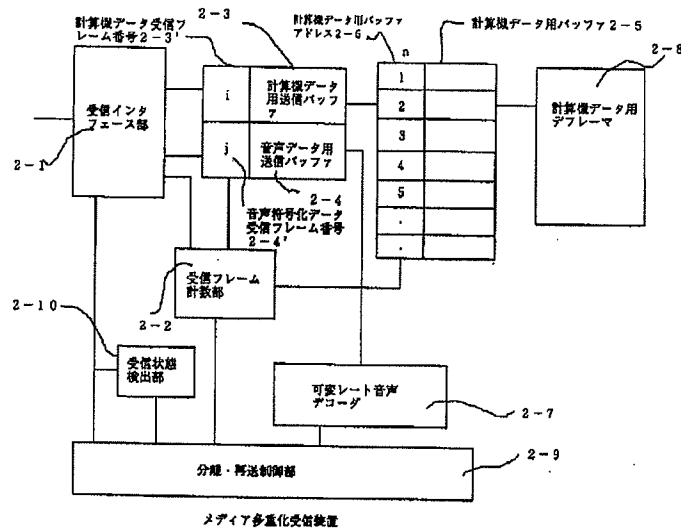 計算機データ受信フ
レーム番号2-3'
2-3
計算機データ用バッファ
アドレス2-6
n
計算機データ用バッファ2-5
2-8
受信インタ
フェース部
2-1
i
計算機データ
用送信バッフ
ァ
j
音声データ用
送信バッファ
2-4
音声符号化データ
受信フレーム番号
2-4'
1
2
3
4
5
.
.
計算機データ用
デフレーマ
受信フレーム
計数部
2-2
2-10
受信状態
検出部
可変レート音声
デコーダ
2-7
分離・再送制御部
2-9
メディア多重化受信装置